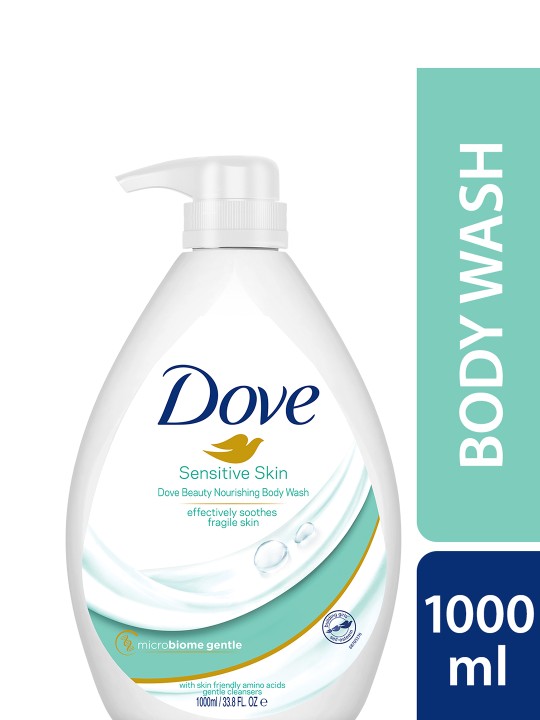 BODY WASH
1000
ml
Dove
Sensitive Skin
Dove Beauty Nourishing Body Wash
effectively soothes
fragile skin
microbiome gentle
with skin friendly amino acids
gentle cleansers
1000ml / 33.8 FL. OZ e